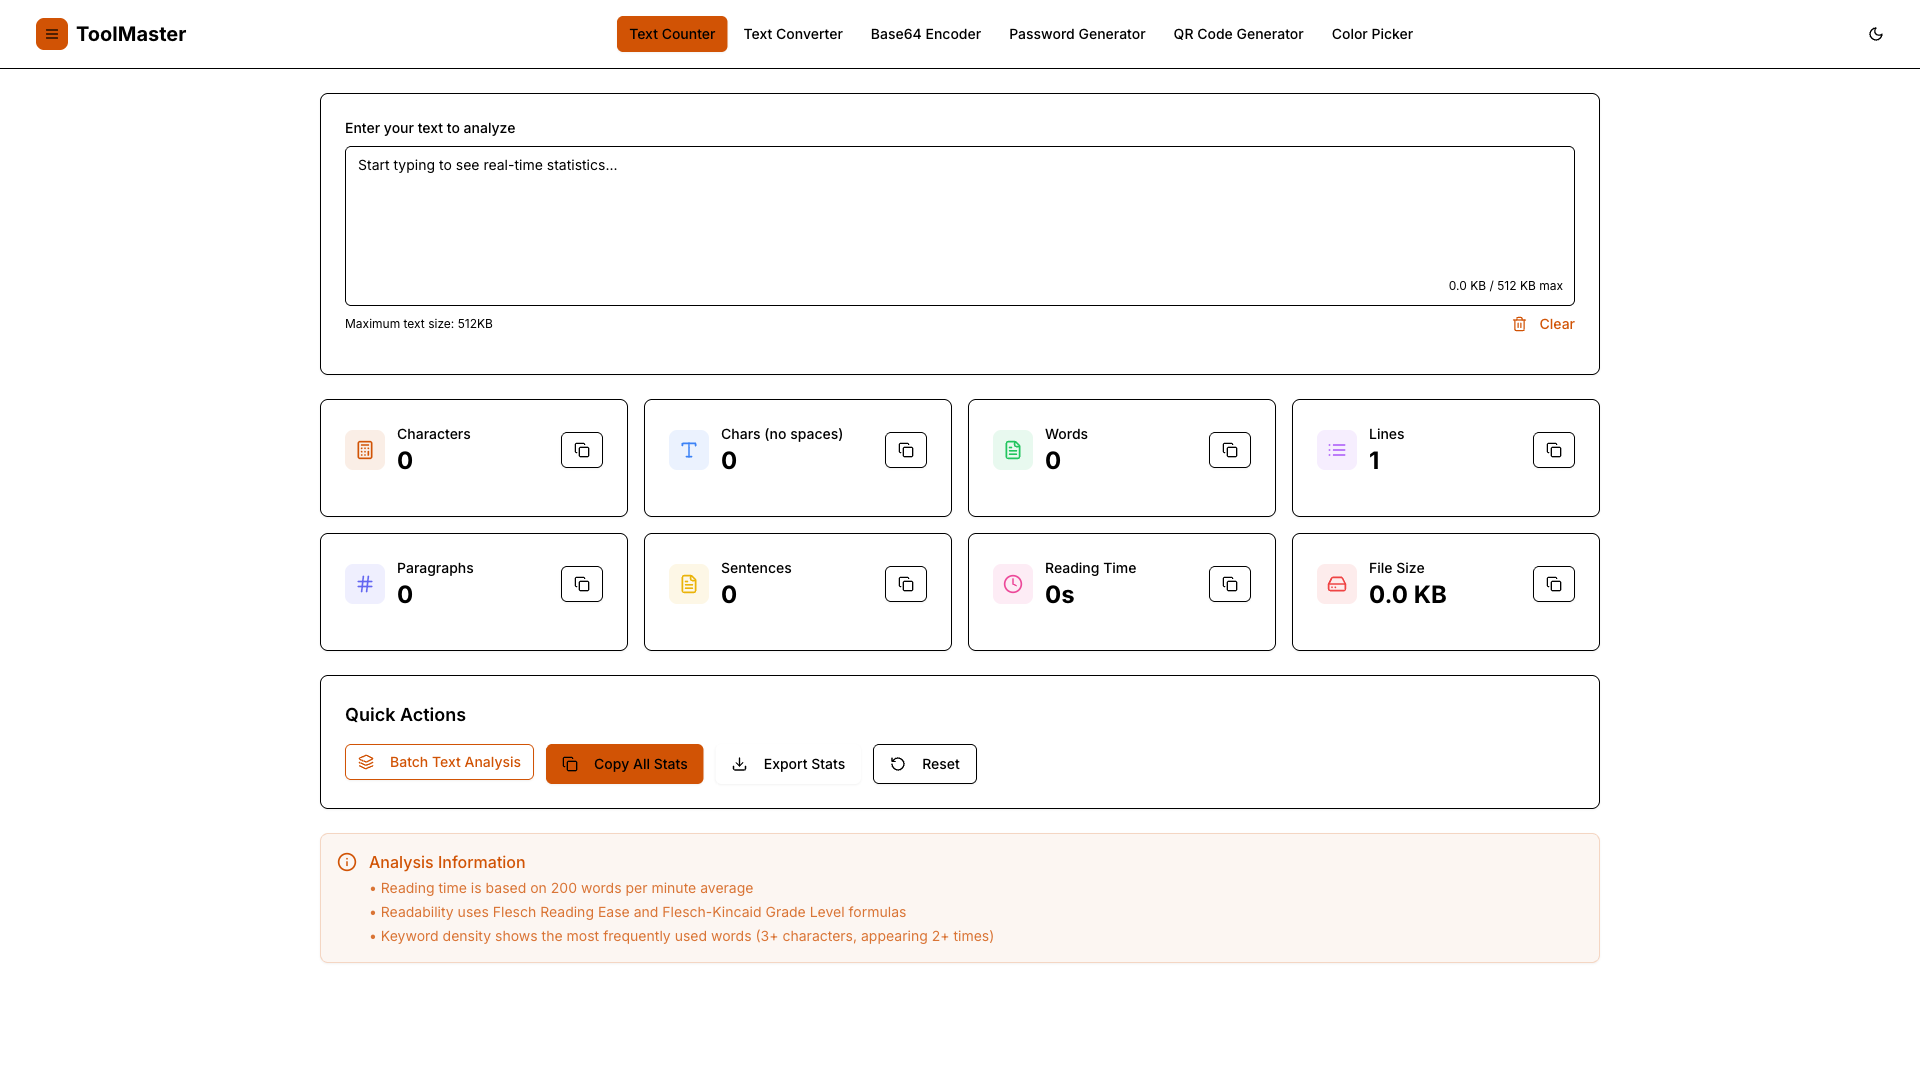 ToolMaster
Text Counter
Text Converter
Base64 Encoder
Password Generator
QR Code Generator
Color Picker
Enter your text to analyze
Start typing to see real-time statistics...
0.0 KB / 512 KB max
Maximum text size: 512KB
Clear
Characters
0
Chars (no spaces)
0
Words
0
Lines
1
Paragraphs
0
Sentences
0
Reading Time
0s
File Size
0.0 KB
Quick Actions
Batch Text Analysis
Copy All Stats
Export Stats
Reset
Analysis Information
• Reading time is based on 200 words per minute average
• Readability uses Flesch Reading Ease and Flesch-Kincaid Grade Level formulas
• Keyword density shows the most frequently used words (3+ characters, appearing 2+ times)